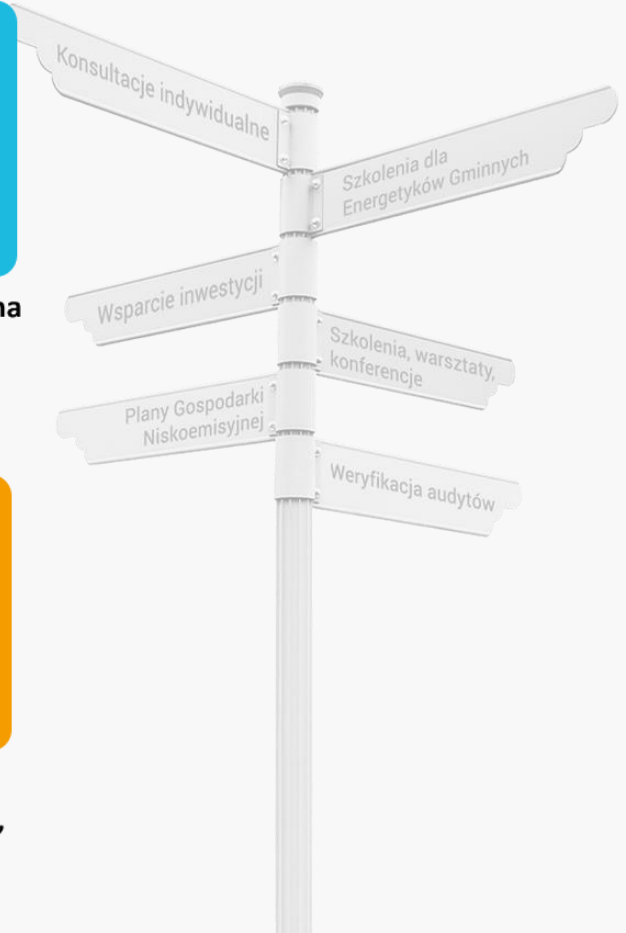 Konsultacje indywidualne
Szkolenia dla
Energetyków Gminnych
Wsparcie inwestycji
na
Szkolenia, warsztaty,
konferencje
Plany Gospodarki
Niskoemisyjnej
Weryfikacja audytów
,